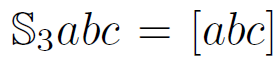 𝕊₃abc = [abc]